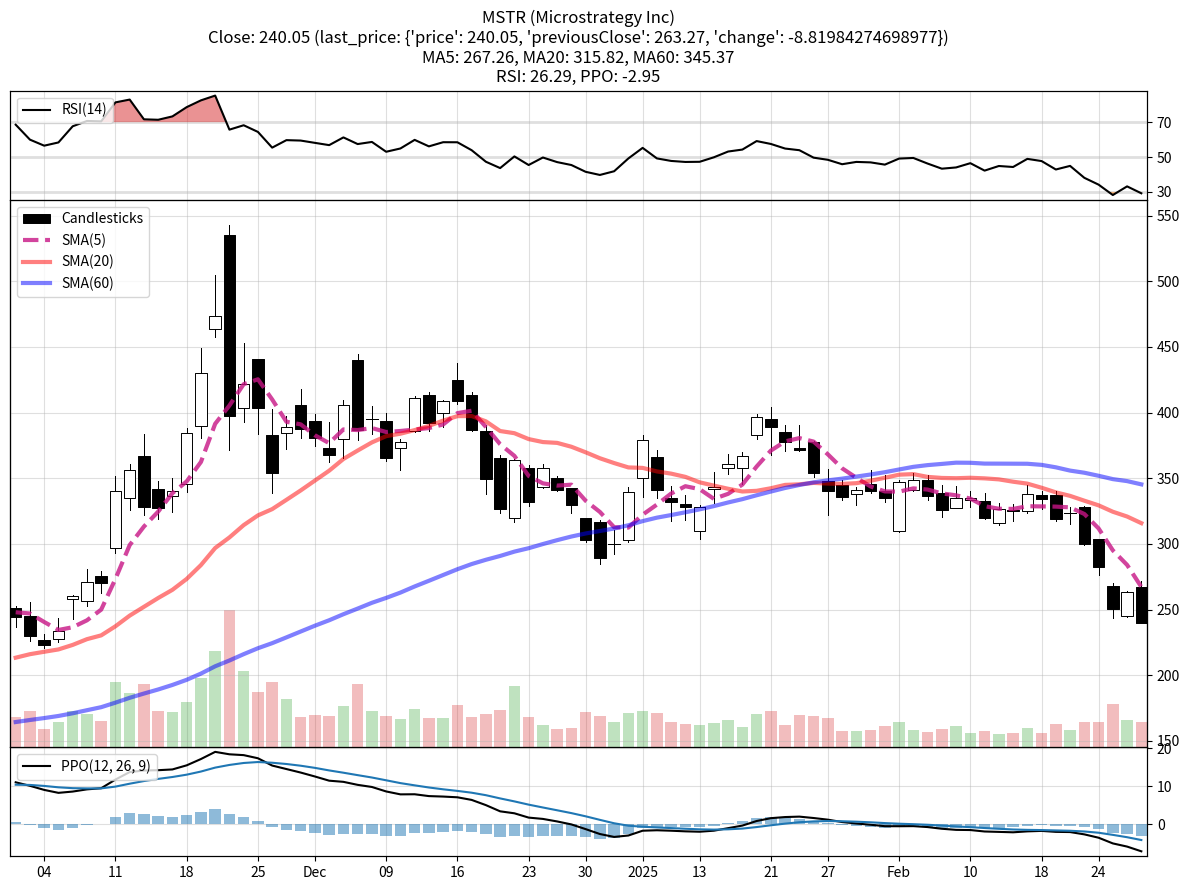 MSTR (Microstrategy Inc)
Close: 240.05 (last_price: {'price': 240.05, 'previousClose': 263.27, 'change': -8.81984274698977})
MA5: 267.26, MA20: 315.82, MA60: 345.37
RSI: 26.29, PPO: -2.95
RSI(14)
70
50
30
Candlesticks
SMA(5)
SMA(20)
SMA(60)
550
500
450
400
350
300
250
200
150
PPO(12, 26, 9)
20
10
0
04 11 18 25 Dec 09 16 23 30 2025 13 21 27 Feb 10 18 24